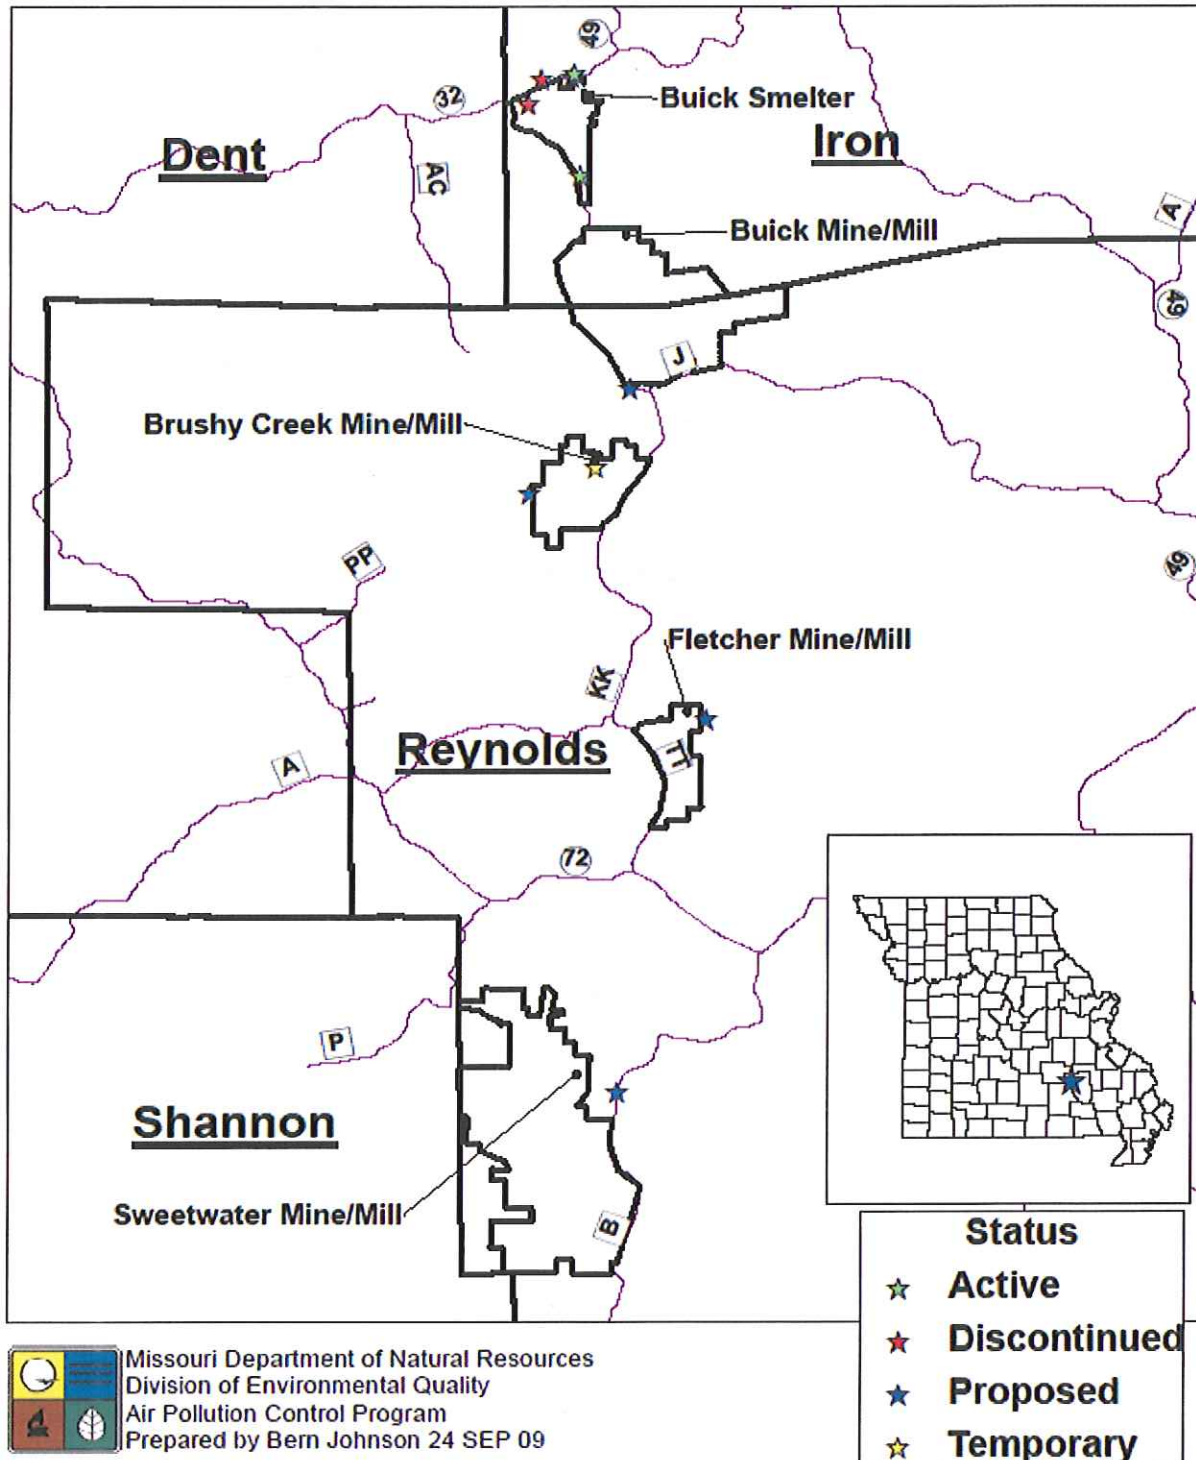 49
32
Buick Smelter
Dent
Iron
AC
A
Buick Mine/Mill
49
J
Brushy Creek Mine/Mill
PP
49
Fletcher Mine/Mill
KK
Reynolds
TT
A
72
P
Shannon
Sweetwater Mine/Mill
B
Status
Active
Discontinued
Proposed
Temporary
Missouri Department of Natural Resources
Division of Environmental Quality
Air Pollution Control Program
Prepared by Bern Johnson 24 SEP 09